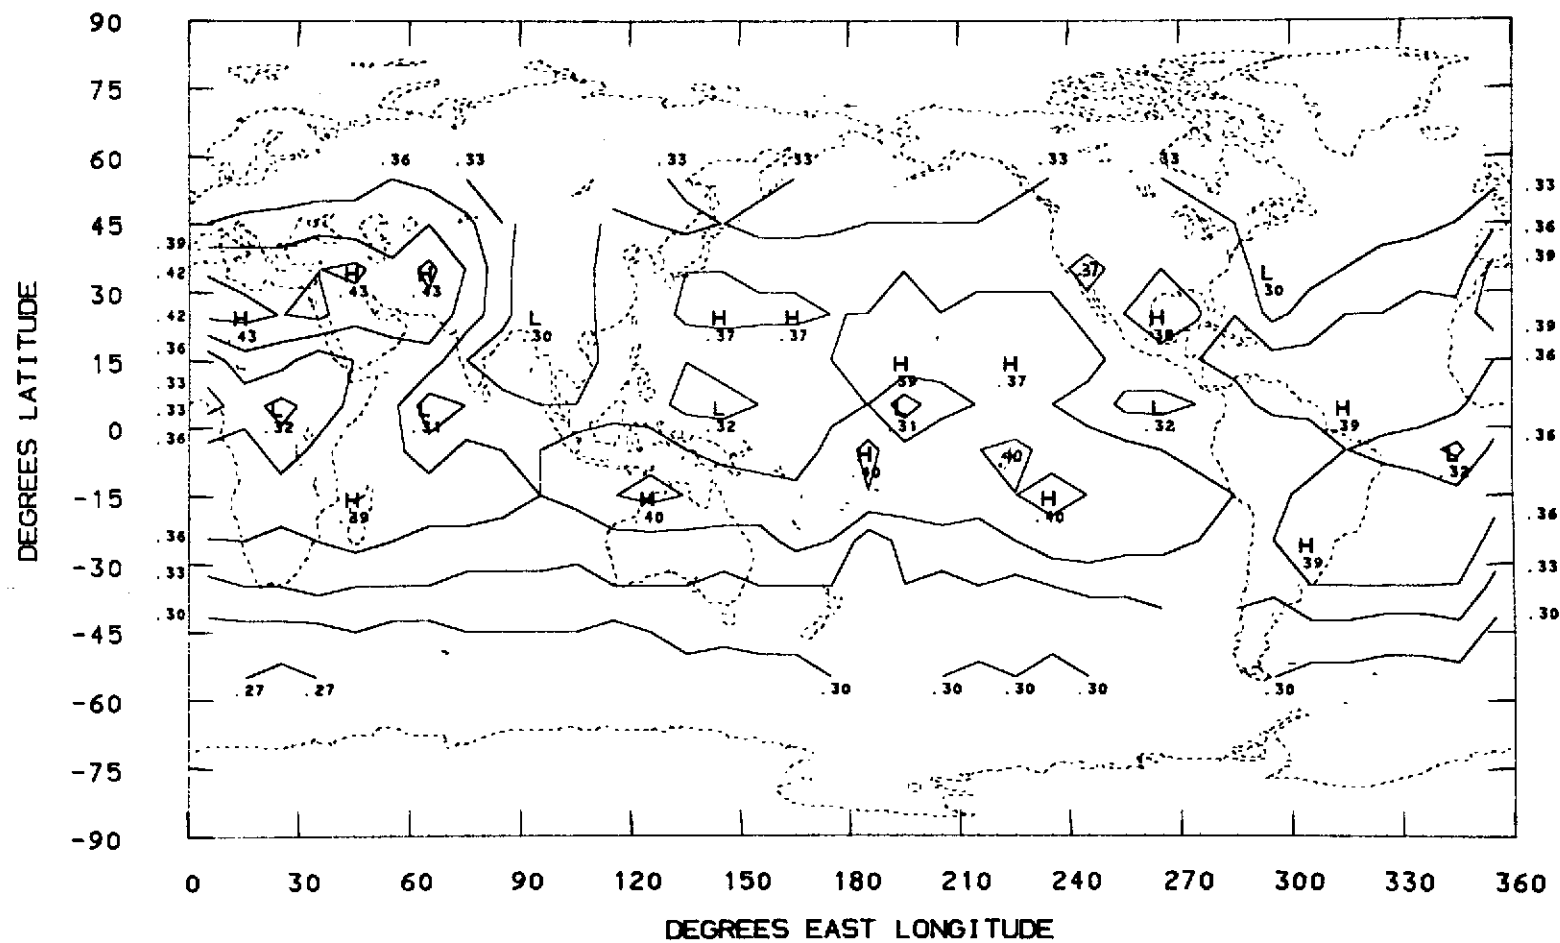 90
75
60
.36 .33 .33 .33 .33 .33
.33
45
.36
.39
.39
.42 H H H .37 L
.43 .43 .30
30
.42 H L H H H
.43 .30 .37 .37 .38
.39
.36
.36
15
H H
.39 .37
.33
.33 L L L L L H
.32 .31 .32 .31 .32 .39
0
.36
.36
H .40 L
.40 .32
-15
H H H
.39 .40 .40
.36
.36
H
.39
-30
.33
.33
.30
.30
-45
.27 .27 .30 .30 .30 .30 .30
-60
-75
-90
0 30 60 90 120 150 180 210 240 270 300 330 360
DEGREES EAST LONGITUDE
DEGREES LATITUDE